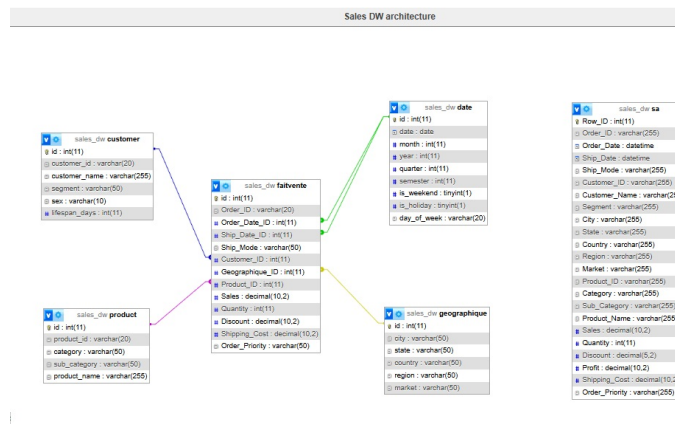 Sales DW architecture
sales_dw customer
id : int(11)
customer_id : varchar(20)
customer_name : varchar(255)
segment : varchar(50)
sex : varchar(10)
lifespan_days : int(11)
sales_dw product
id : int(11)
product_id : varchar(20)
category : varchar(50)
sub_category : varchar(50)
product_name : varchar(255)
sales_dw faitvente
id : int(11)
Order_ID : varchar(20)
Order_Date_ID : int(11)
Ship_Date_ID : int(11)
Ship_Mode : varchar(50)
Customer_ID : int(11)
Geographique_ID : int(11)
Product_ID : int(11)
Sales : decimal(10,2)
Quantity : int(11)
Discount : decimal(10,2)
Shipping_Cost : decimal(10,2)
Order_Priority : varchar(50)
sales_dw date
id : int(11)
date : date
month : int(11)
year : int(11)
quarter : int(11)
semester : int(11)
is_weekend : tinyint(1)
is_holiday : tinyint(1)
day_of_week : varchar(20)
sales_dw geographique
id : int(11)
city : varchar(50)
state : varchar(50)
country : varchar(50)
region : varchar(50)
market : varchar(50)
sales_dw sa
Row_ID : int(11)
Order_ID : varchar(255)
Order_Date : datetime
Ship_Date : datetime
Ship_Mode : varchar(255)
Customer_ID : varchar(255)
Customer_Name : varchar(25
Segment : varchar(255)
City : varchar(255)
State : varchar(255)
Country : varchar(255)
Region : varchar(255)
Market : varchar(255)
Product_ID : varchar(255)
Category : varchar(255)
Sub_Category : varchar(255)
Product_Name : varchar(255
Sales : decimal(10,2)
Quantity : int(11)
Discount : decimal(5,2)
Profit : decimal(10,2)
Shipping_Cost : decimal(10,2
Order_Priority : varchar(255)